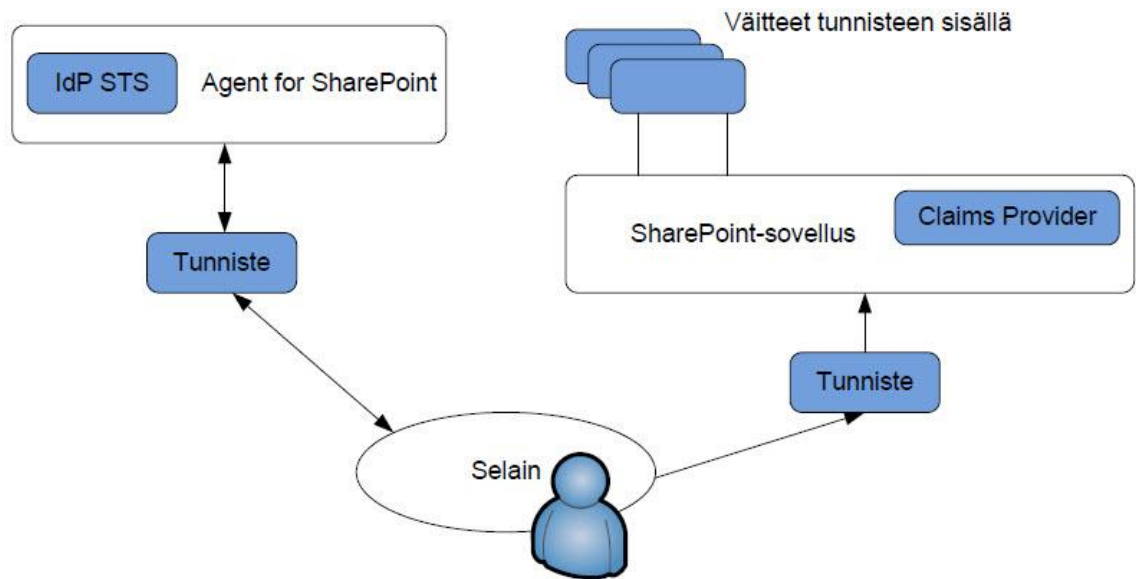 Väitteet tunnisteen sisällä
IdP STS
Agent for SharePoint
Claims Provider
SharePoint-sovellus
Tunniste
Tunniste
Selain